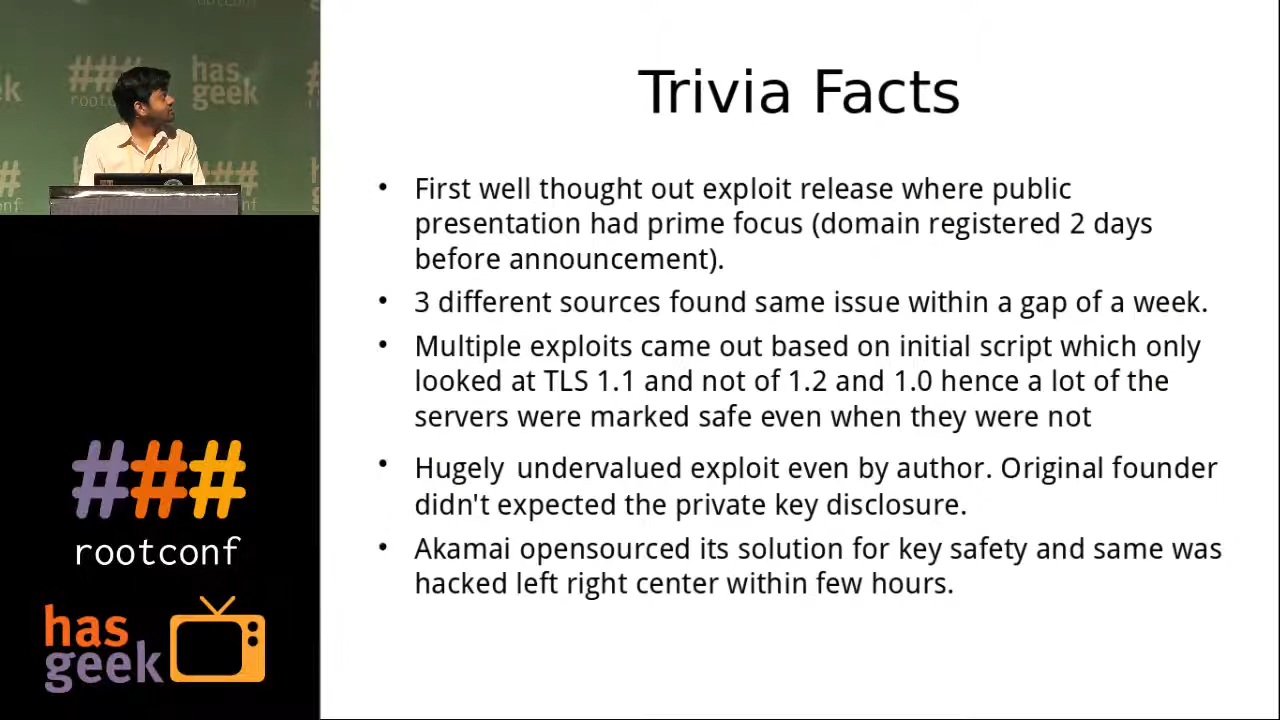 Trivia Facts
• First well thought out exploit release where public
presentation had prime focus (domain registered 2 days
before announcement).
• 3 different sources found same issue within a gap of a week.
• Multiple exploits came out based on initial script which only
looked at TLS 1.1 and not of 1.2 and 1.0 hence a lot of the
servers were marked safe even when they were not
• Hugely undervalued exploit even by author. Original founder
didn't expected the private key disclosure.
• Akamai opensourced its solution for key safety and same was
hacked left right center within few hours.
has
geek
###
rootconf
has
geek